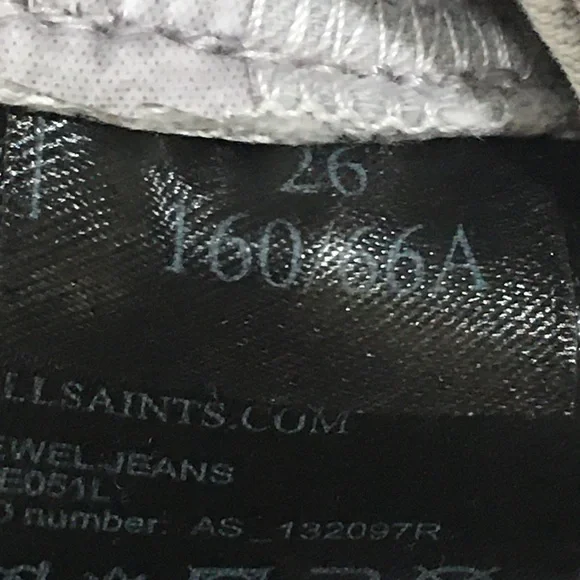 26
160/66A
LLSAINTS.COM
EWEL JEANS
E051L
number: AS_132097R